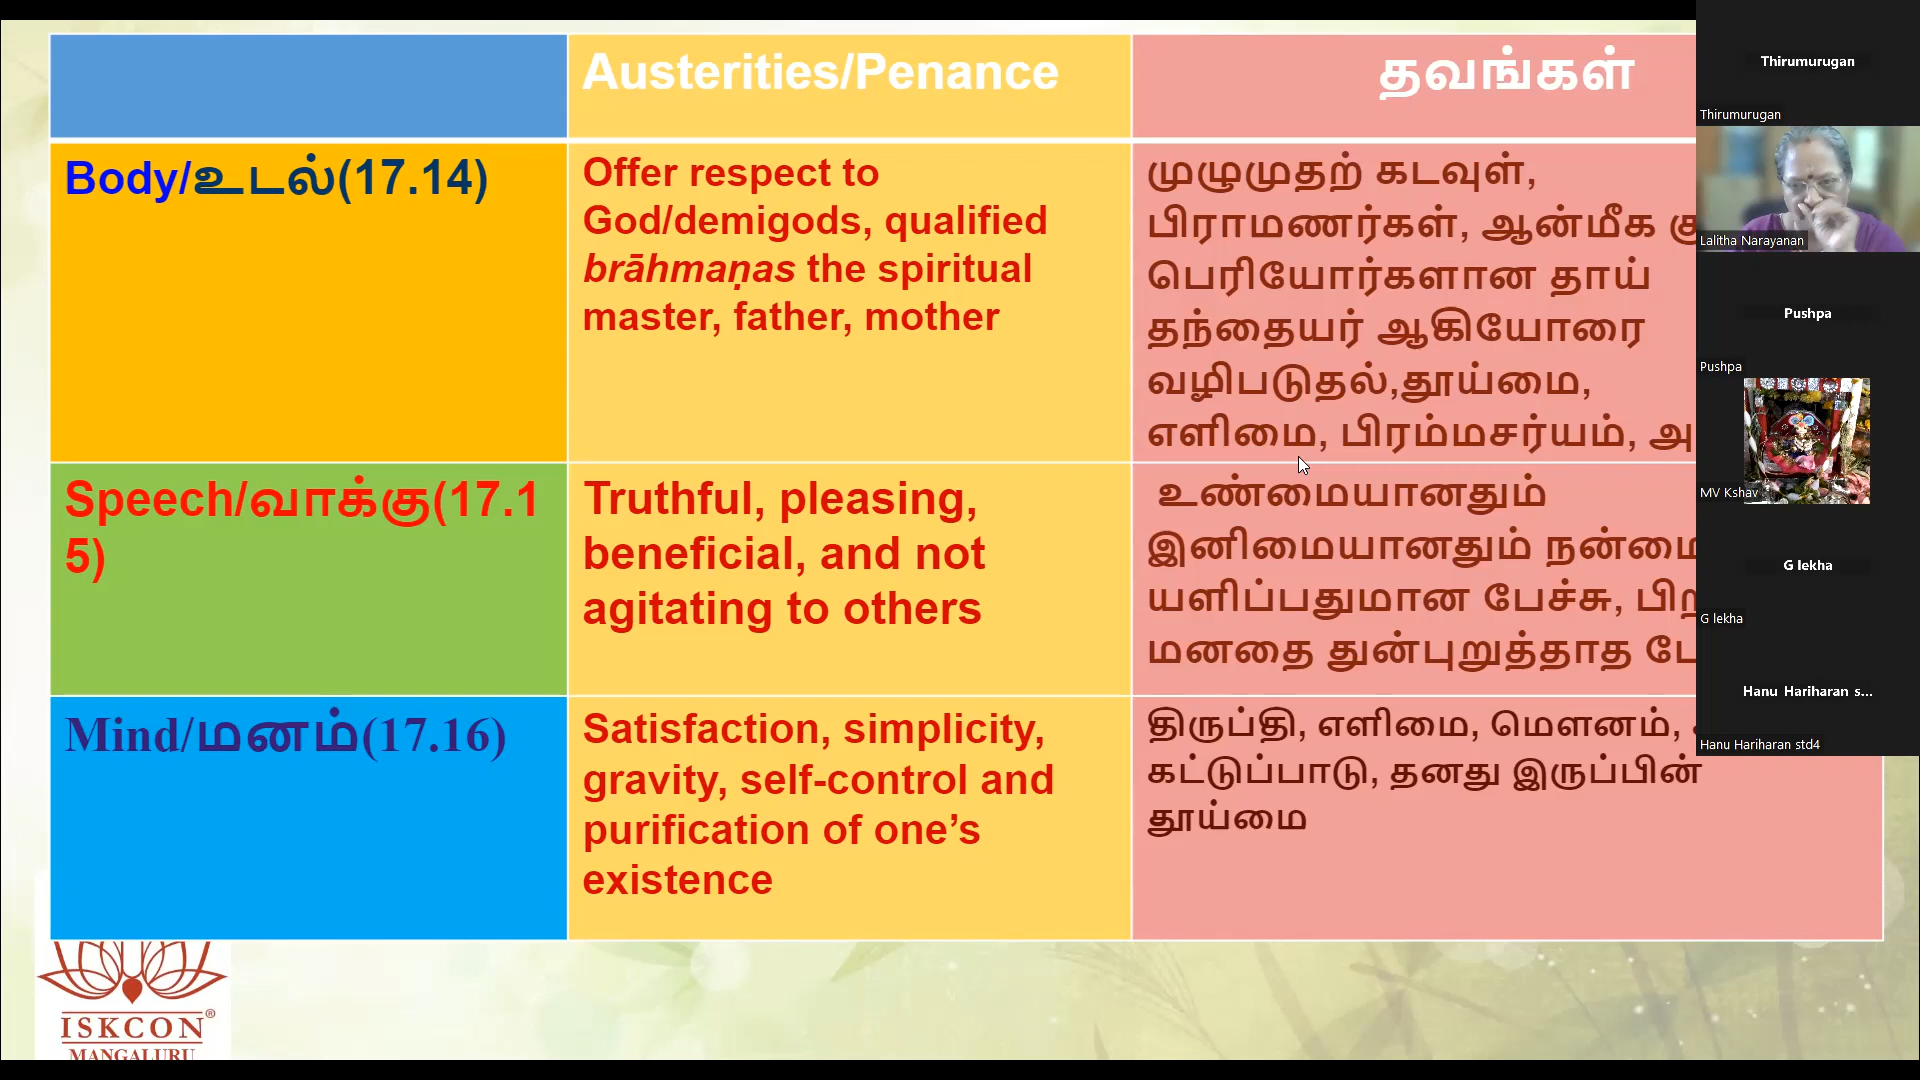 Austerities/Penance
தவங்கள்
Body/உடல்(17.14)
Offer respect to
God/demigods, qualified
brāhmaṇas the spiritual
master, father, mother
முழுமுதற் கடவுள்,
பிராமணர்கள், ஆன்மீக
பெரியோர்களான தாய்
தந்தையர் ஆகியோரை
வழிபடுதல்,தூய்மை,
எளிமை, பிரம்மசர்யம்,
Speech/வாக்கு(17.1
5)
Truthful, pleasing,
beneficial, and not
agitating to others
உண்மையானதும்
இனிமையானதும்
யளிப்பதுமான பேச்சு,
மனதை துன்புறுத்தாத
Mind/மனம்(17.16)
Satisfaction, simplicity,
gravity, self-control and
purification of one’s
existence
திருப்தி, எளிமை, மௌனம்,
கட்டுப்பாடு, தனது இருப்பின்
தூய்மை
ISKCON®
MANGALURU
Thirumurugan
Thirumurugan
Lalitha Narayanan
Pushpa
Pushpa
MV Kshav
G lekha
G lekha
Hanu Hariharan s...
Hanu Hariharan std4